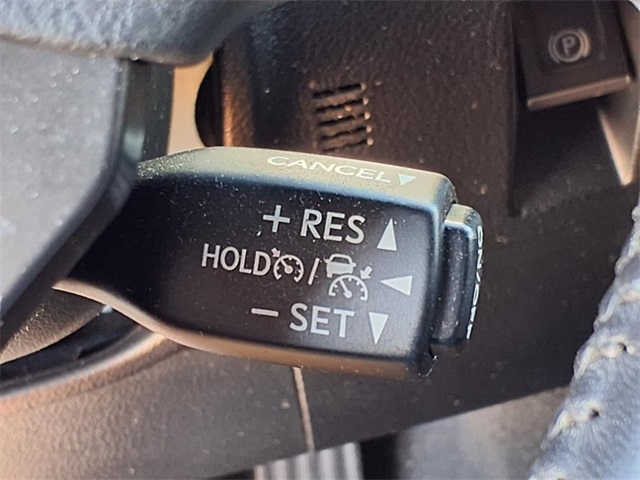 CANCEL
+ RES
HOLD /
− SET
P